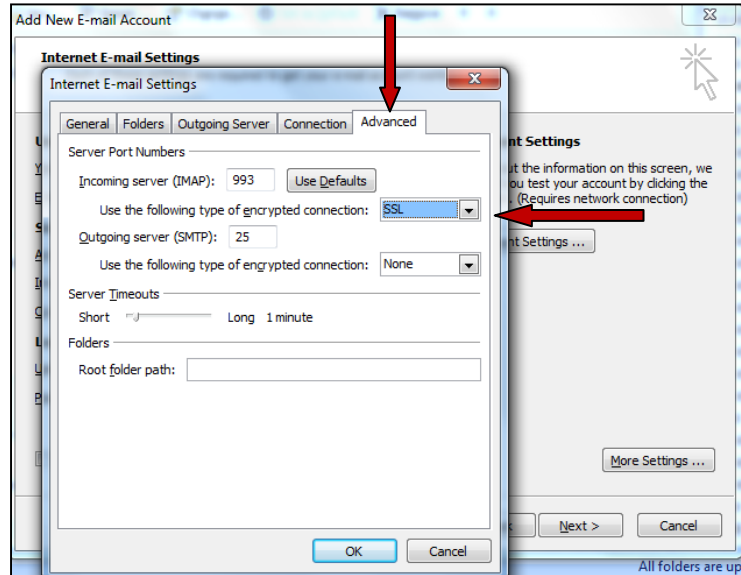 Add New E-mail Account
Internet E-mail Settings
Internet E-mail Settings
General Folders Outgoing Server Connection Advanced
Server Port Numbers
Incoming server (IMAP): 993 Use Defaults
Use the following type of encrypted connection: SSL
Outgoing server (SMTP): 25
Use the following type of encrypted connection: None
Server Timeouts
Short Long 1 minute
Folders
Root folder path:
OK Cancel
nt Settings
ut the information on this screen, we
ou test your account by clicking the
. (Requires network connection)
nt Settings ...
More Settings ...
Next > Cancel
All folders are up